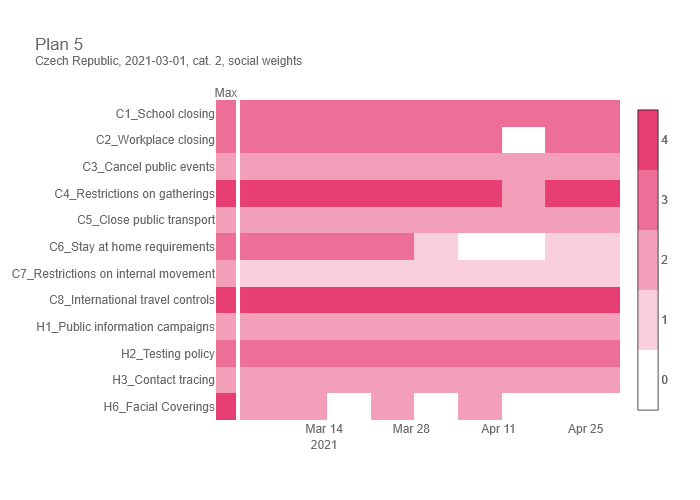 Plan 5
Czech Republic, 2021-03-01, cat. 2, social weights
Max
C1_School closing
C2_Workplace closing
C3_Cancel public events
C4_Restrictions on gatherings
C5_Close public transport
C6_Stay at home requirements
C7_Restrictions on internal movement
C8_International travel controls
H1_Public information campaigns
H2_Testing policy
H3_Contact tracing
H6_Facial Coverings
Mar 14
2021
Mar 28
Apr 11
Apr 25
4
3
2
1
0